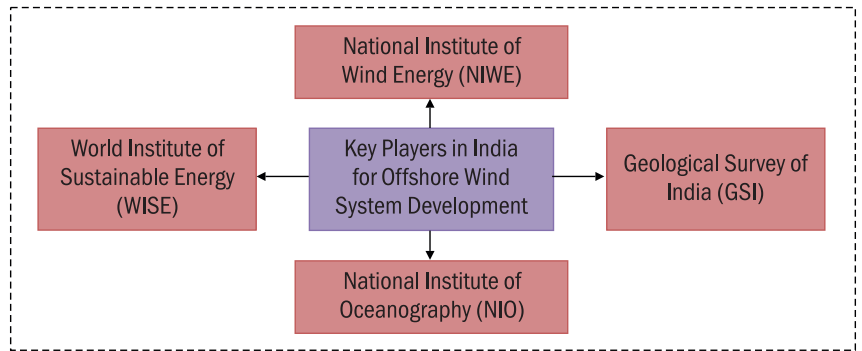 National Institute of
Wind Energy (NIWE)
World Institute of
Sustainable Energy
(WISE)
Key Players in India
for Offshore Wind
System Development
Geological Survey of
India (GSI)
National Institute of
Oceanography (NIO)